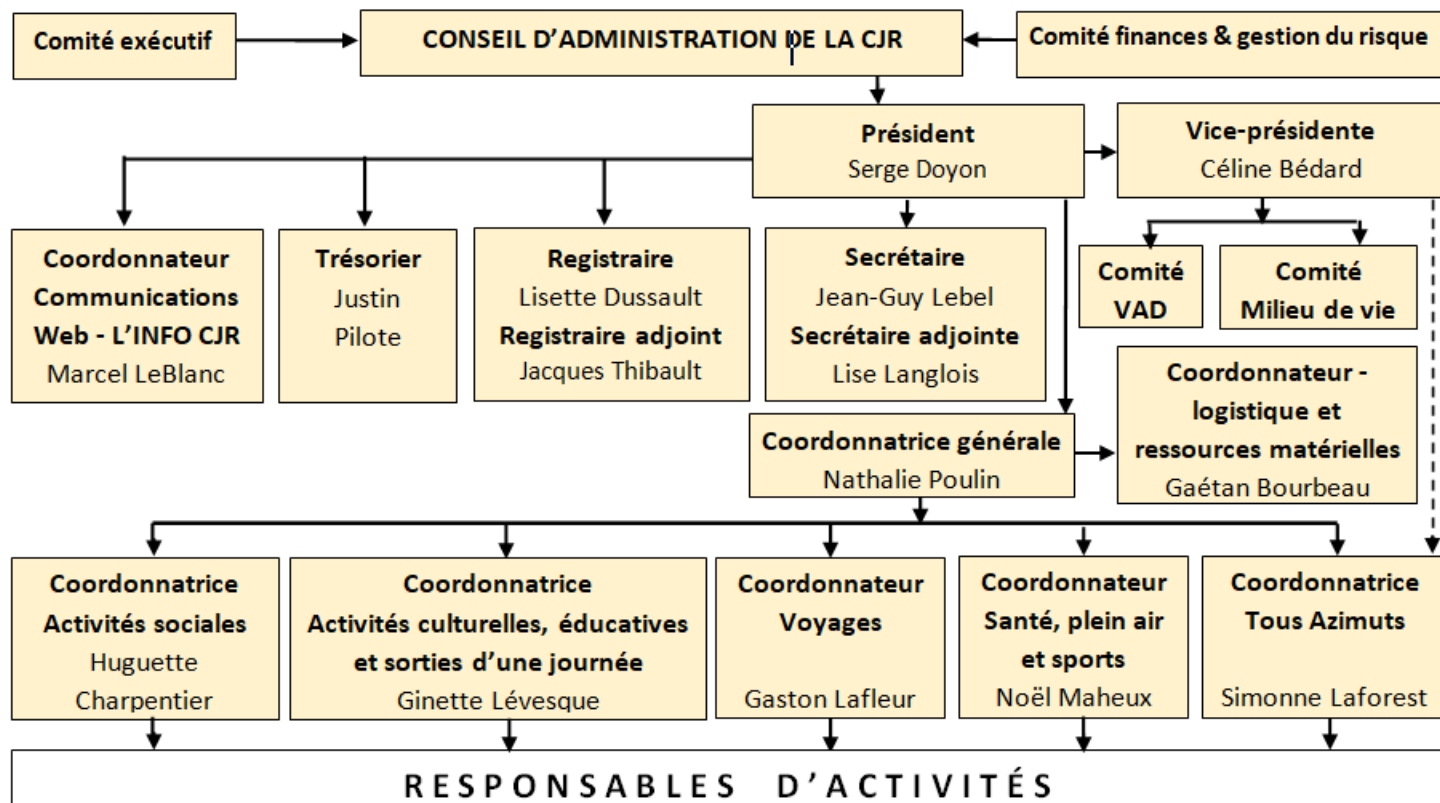 Comité exécutif
CONSEIL D’ADMINISTRATION DE LA CJR
Comité finances & gestion du risque
Président
Serge Doyon
Vice-présidente
Céline Bédard
Coordonnateur
Communications
Web - L’INFO CJR
Marcel LeBlanc
Trésorier
Justin
Pilote
Registraire
Lisette Dussault
Registraire adjoint
Jacques Thibault
Secrétaire
Jean-Guy Lebel
Secrétaire adjointe
Lise Langlois
Comité
VAD
Comité
Milieu de vie
Coordonnatrice générale
Nathalie Poulin
Coordonnateur -
logistique et
ressources matérielles
Gaétan Bourbeau
Coordonnatrice
Activités sociales
Huguette
Charpentier
Coordonnatrice
Activités culturelles, éducatives
et sorties d’une journée
Ginette Lévesque
Coordonnateur
Voyages
Gaston Lafleur
Coordonnateur
Santé, plein air
et sports
Noël Maheux
Coordonnatrice
Tous Azimuts
Simonne Laforest
RESPONSABLES D’ACTIVITÉS